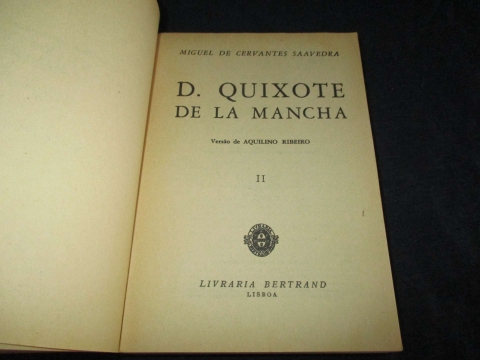 MIGUEL DE CERVANTES SAAVEDRA
D. QUIXOTE
DE LA MANCHA
Versão de AQUILINO RIBEIRO
II
LIVRARIA BERTRAND
LISBOA